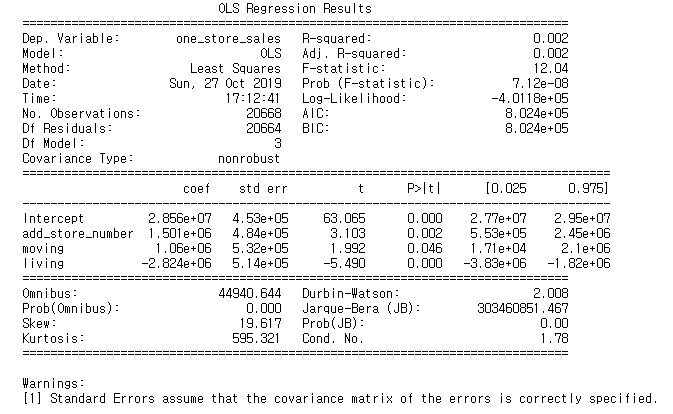 OLS Regression Results
==============================================================================
Dep. Variable: one_store_sales R-squared: 0.002
Model: OLS Adj. R-squared: 0.002
Method: Least Squares F-statistic: 12.04
Date: Sun, 27 Oct 2019 Prob (F-statistic): 7.12e-08
Time: 17:12:41 Log-Likelihood: -4.0118e+05
No. Observations: 20668 AIC: 8.024e+05
Df Residuals: 20664 BIC: 8.024e+05
Df Model: 3
Covariance Type: nonrobust
====================================================================================
coef std err t P>|t| [0.025 0.975]
------------------------------------------------------------------------------------
Intercept 2.856e+07 4.53e+05 63.065 0.000 2.77e+07 2.95e+07
add_store_number 1.501e+06 4.84e+05 3.103 0.002 5.53e+05 2.45e+06
moving 1.06e+06 5.32e+05 1.992 0.046 1.71e+04 2.1e+06
living -2.824e+06 5.14e+05 -5.490 0.000 -3.83e+06 -1.82e+06
==============================================================================
Omnibus: 44940.644 Durbin-Watson: 2.008
Prob(Omnibus): 0.000 Jarque-Bera (JB): 303460851.467
Skew: 19.617 Prob(JB): 0.00
Kurtosis: 595.321 Cond. No. 1.78
==============================================================================
Warnings:
[1] Standard Errors assume that the covariance matrix of the errors is correctly specified.